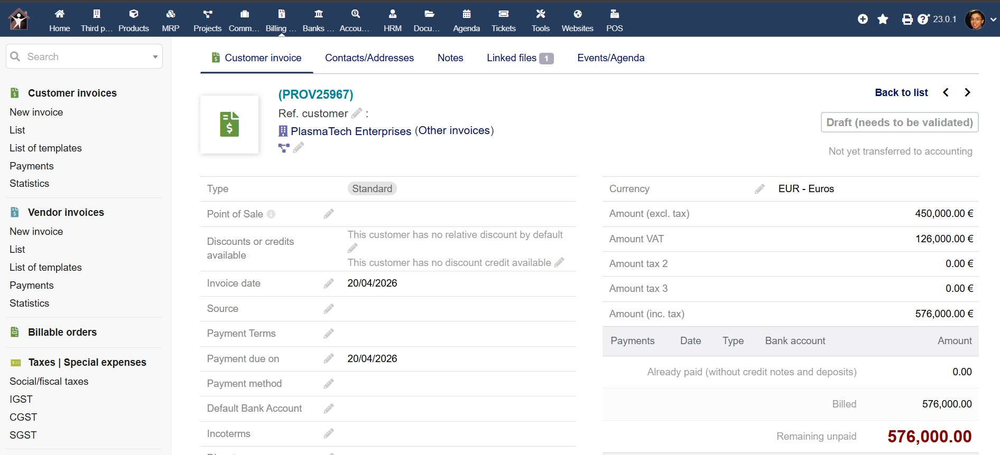 Home Third p... Products MRP Projects Comm... Billing ... Banks ... Accou... HRM Docu... Agenda Tickets Tools Websites POS 23.0.1
Search
Customer invoices
New invoice
List
List of templates
Payments
Statistics
Vendor invoices
New invoice
List
List of templates
Payments
Statistics
Billable orders
Taxes | Special expenses
Social/fiscal taxes
IGST
CGST
SGST
Customer invoice Contacts/Addresses Notes Linked files 1 Events/Agenda
(PROV25967)
Ref. customer :
PlasmaTech Enterprises (Other invoices)
Back to list
Draft (needs to be validated)
Not yet transferred to accounting
Type Standard
Point of Sale
Discounts or credits available
This customer has no relative discount by default
This customer has no discount credit available
Invoice date 20/04/2026
Source
Payment Terms
Payment due on 20/04/2026
Payment method
Default Bank Account
Incoterms
Currency EUR - Euros
Amount (excl. tax) 450,000.00 €
Amount VAT 126,000.00 €
Amount tax 2 0.00 €
Amount tax 3 0.00 €
Amount (inc. tax) 576,000.00 €
Payments Date Type Bank account Amount
Already paid (without credit notes and deposits) 0.00
Billed 576,000.00
Remaining unpaid 576,000.00